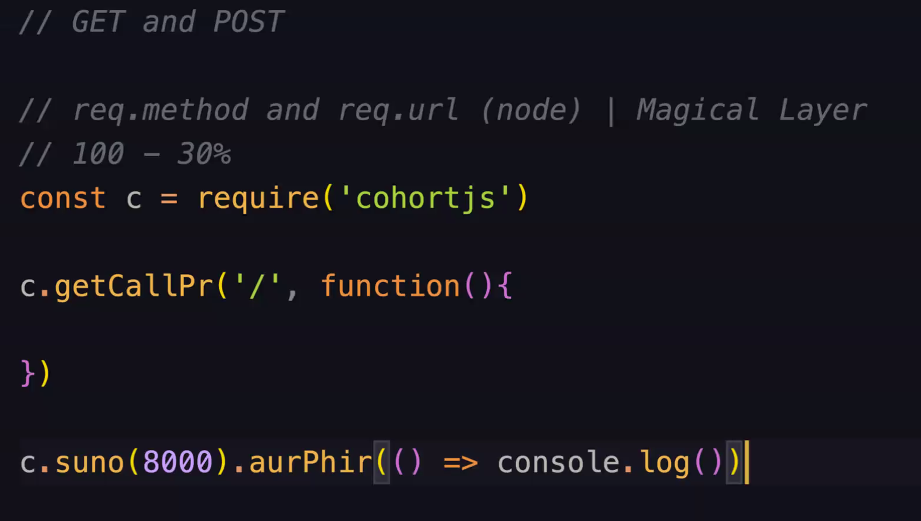 // GET and POST
// req.method and req.url (node) | Magical Layer
// 100 – 30%
const c = require('cohortjs')
c.getCallPr('/', function(){
})
c.suno(8000).aurPhir(() => console.log())